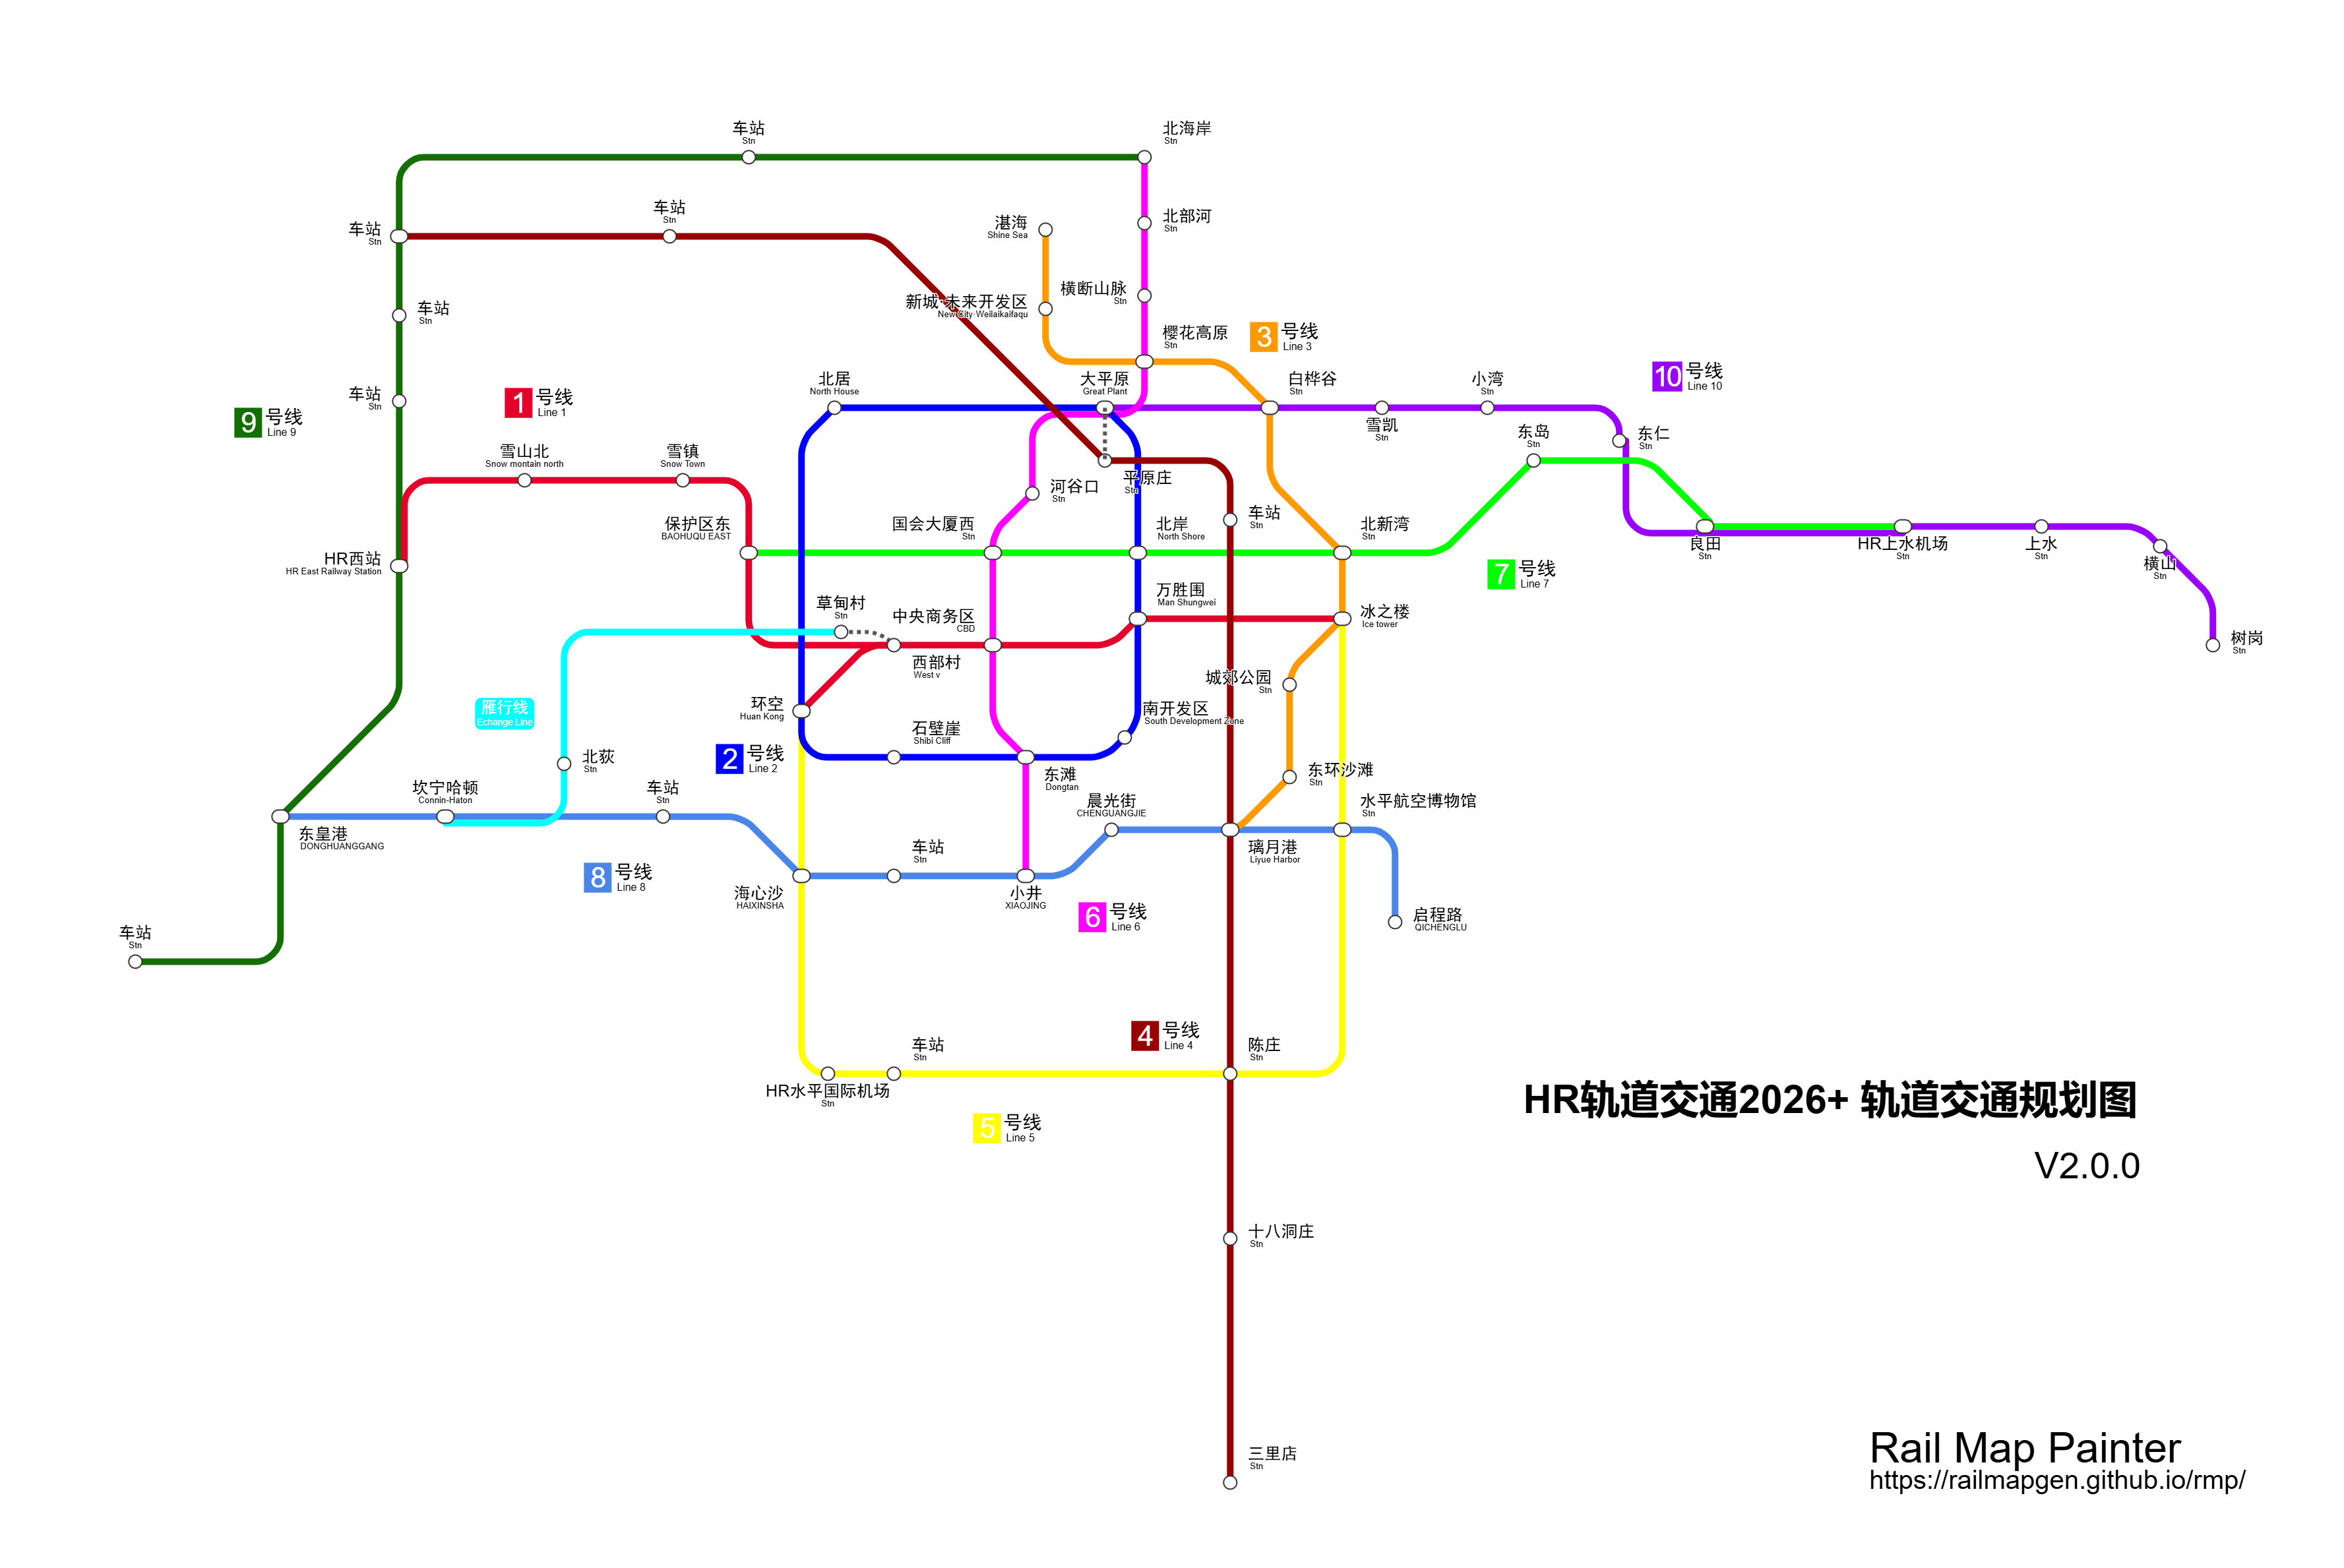 车站
Stn
北海岸
Stn
车站
Stn
车站
Stn
湛海
Shine Sea
北部河
Stn
车站
Stn
新城·未来开发区
New City·Weilaikaifaqu
横断山脉
Stn
樱花高原
Stn
3
号线
Line 3
10
号线
Line 10
车站
Stn
9
号线
Line 9
1
号线
Line 1
北居
North House
大平原
Great Plant
白桦谷
Stn
雪凯
Stn
小湾
Stn
东岛
Stn
东仁
Stn
雪山北
Snow montain north
雪镇
Snow Town
河谷口
Stn
平原庄
Stn
车站
Stn
保护区东
BAOHUQU EAST
国会大厦西
Stn
北岸
North Shore
北新湾
Stn
7
号线
Line 7
良田
Stn
HR上水机场
Stn
上水
Stn
横山
Stn
HR西站
HR East Railway Station
草甸村
Stn
中央商务区
CBD
万胜围
Man Shungwei
冰之楼
Ice tower
树岗
Stn
西部村
West v
城郊公园
Stn
雁行线
Echange Line
环空
Huan Kong
石壁崖
Shibi Cliff
南开发区
South Development Zone
2
号线
Line 2
北荻
Stn
东滩
Dongtan
东环沙滩
Stn
坎宁哈顿
Connin-Haton
车站
Stn
晨光街
CHENGUANGJIE
水平航空博物馆
Stn
东皇港
DONGHUANGGANG
车站
Stn
璃月港
Liyue Harbor
8
号线
Line 8
海心沙
HAIXINSHA
小井
XIAOJING
6
号线
Line 6
启程路
QICHENGLU
车站
Stn
4
号线
Line 4
车站
Stn
陈庄
Stn
HR水平国际机场
Stn
5
号线
Line 5
HR轨道交通2026+ 轨道交通规划图
V2.0.0
十八洞庄
Stn
三里店
Stn
Rail Map Painter
https://railmapgen.github.io/rmp/